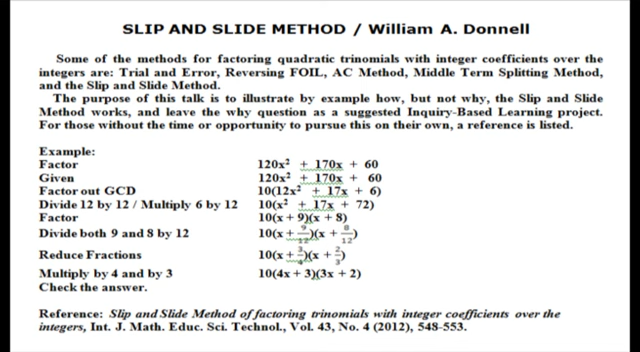 SLIP AND SLIDE METHOD / William A. Donnell
Some of the methods for factoring quadratic trinomials with integer coefficients over the
integers are: Trial and Error, Reversing FOIL, AC Method, Middle Term Splitting Method,
and the Slip and Slide Method.
The purpose of this talk is to illustrate by example how, but not why, the Slip and Slide
Method works, and leave the why question as a suggested Inquiry-Based Learning project.
For those without the time or opportunity to pursue this on their own, a reference is listed.
Example:
Factor 120x² + 170x + 60
Given 120x² + 170x + 60
Factor out GCD 10(12x² + 17x + 6)
Divide 12 by 12 / Multiply 6 by 12 10(x² + 17x + 72)
Factor 10(x + 9)(x + 8)
Divide both 9 and 8 by 12 10(x + 9/12)(x + 8/12)
Reduce Fractions 10(x + 3/4)(x + 2/3)
Multiply by 4 and by 3 10(4x + 3)(3x + 2)
Check the answer.
Reference: Slip and Slide Method of factoring trinomials with integer coefficients over the
integers, Int. J. Math. Educ. Sci. Technol., Vol. 43, No. 4 (2012), 548-553.